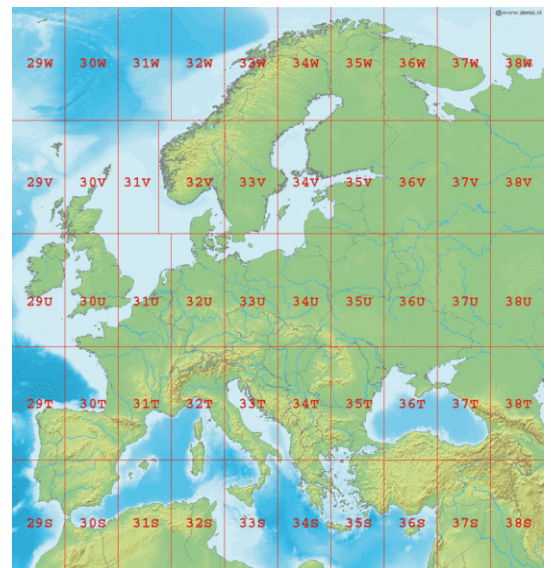 @www.demis.nl
29W 30W 31W 32W 33W 34W 35W 36W 37W 38W
29V 30V 31V 32V 33V 34V 35V 36V 37V 38V
29U 30U 31U 32U 33U 34U 35U 36U 37U 38U
29T 30T 31T 32T 33T 34T 35T 36T 37T 38T
29S 30S 31S 32S 33S 34S 35S 36S 37S 38S